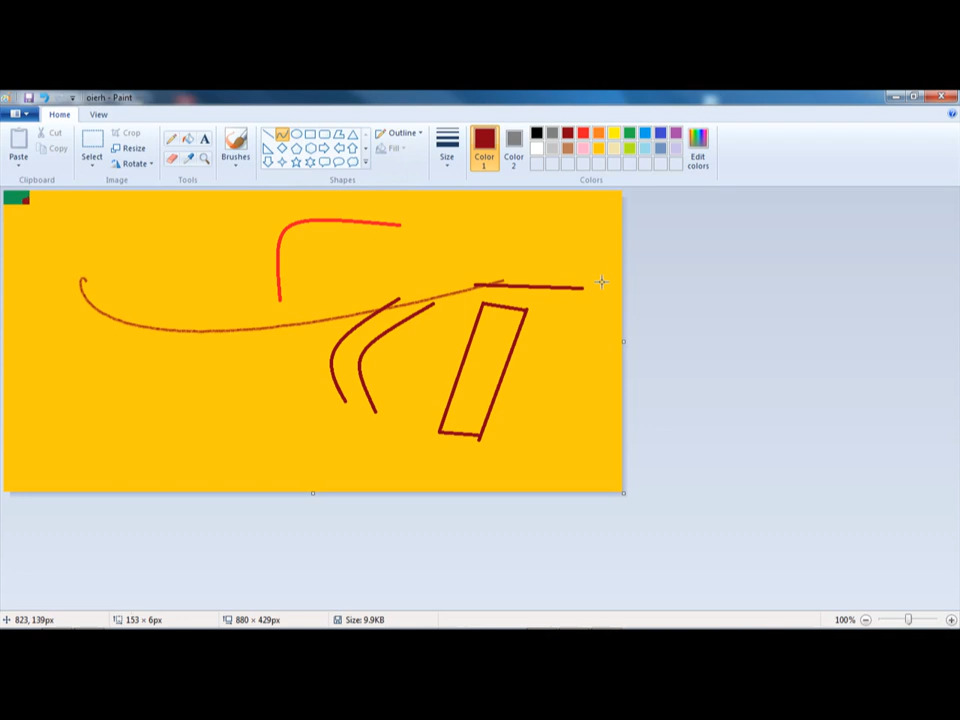 oierh - Paint
Home View
Paste
Cut
Copy
Clipboard
Select
Crop
Resize
Rotate
Image
A
Tools
Brushes
Outline
Fill
Shapes
Size
Color 1
Color 2
Edit colors
Colors
823, 139px 153 × 6px 880 × 429px Size: 9.9KB 100%